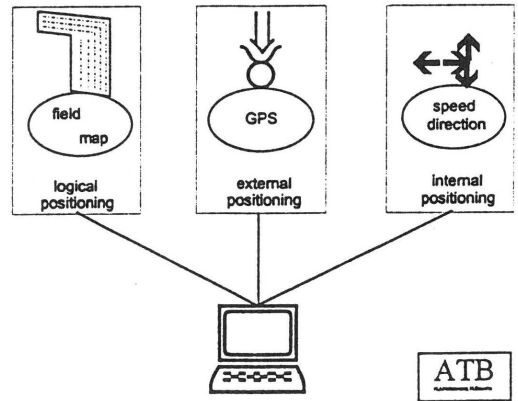 field
map
logical
positioning
GPS
external
positioning
speed
direction
internal
positioning
ATB